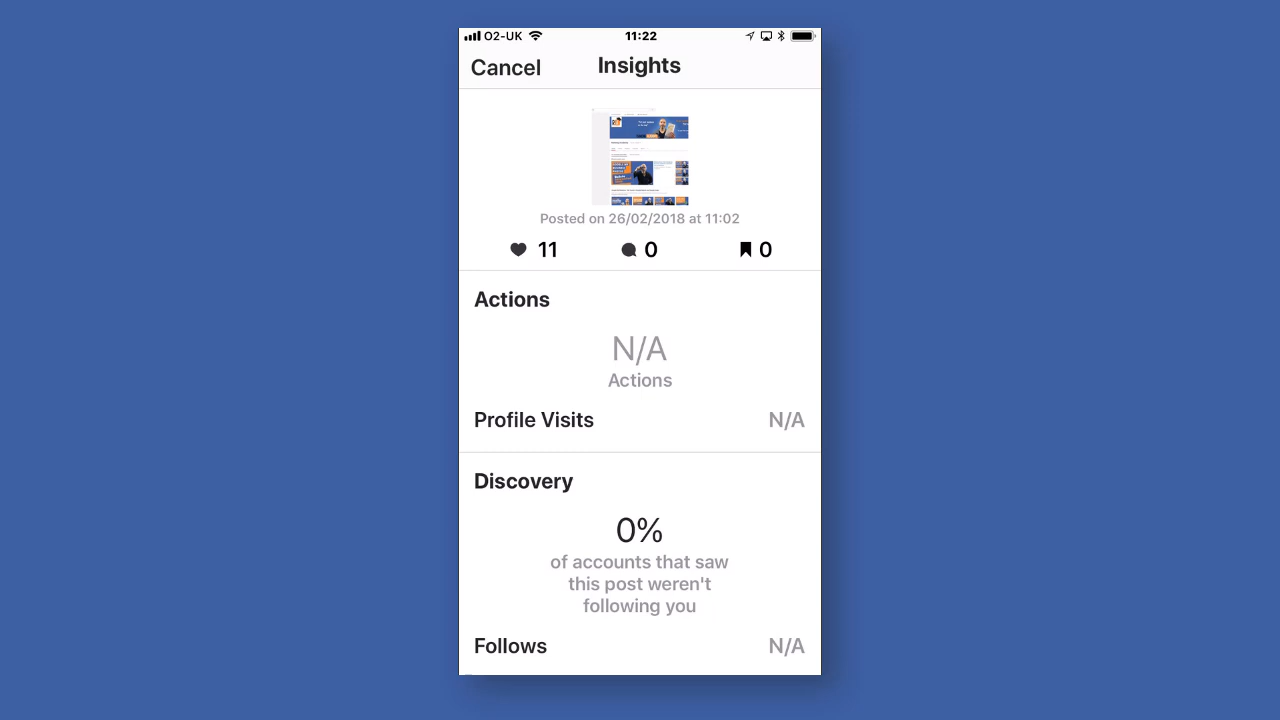 O2-UK 11:22
Cancel Insights
Posted on 26/02/2018 at 11:02
11 0 0
Actions
N/A
Actions
Profile Visits N/A
Discovery
0%
of accounts that saw
this post weren't
following you
Follows N/A